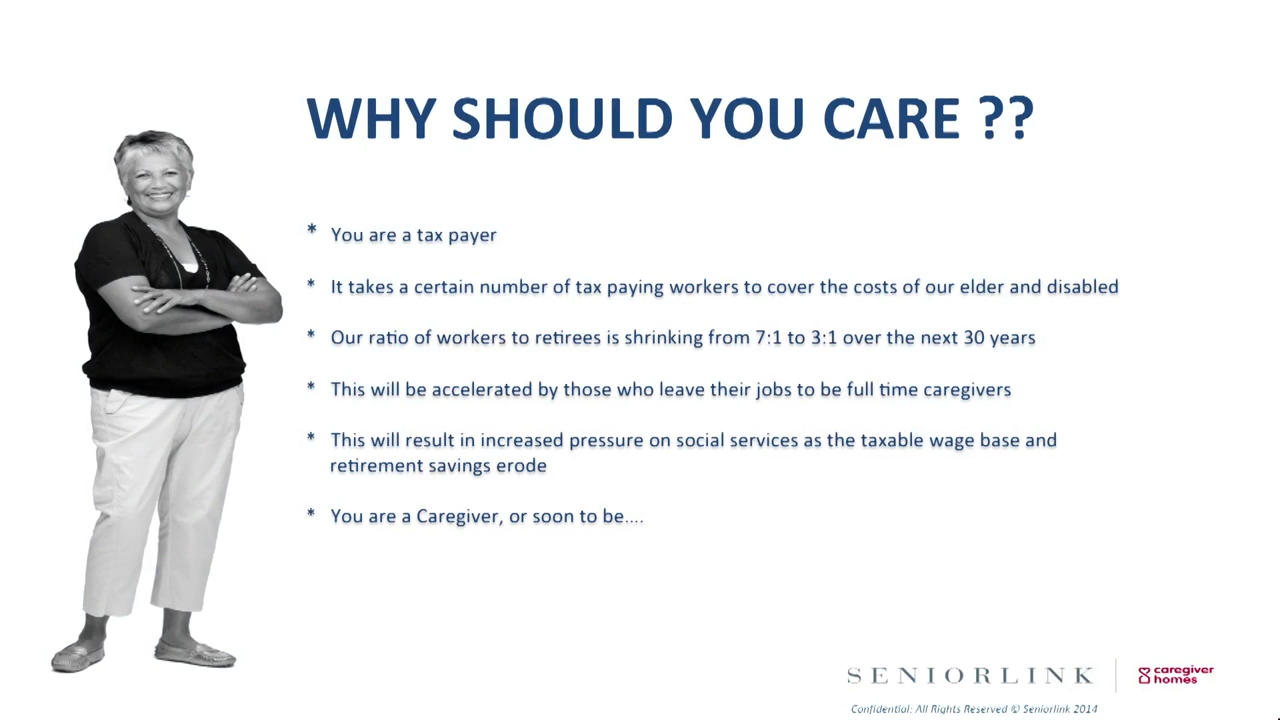 WHY SHOULD YOU CARE ??
* You are a tax payer
* It takes a certain number of tax paying workers to cover the costs of our elder and disabled
* Our ratio of workers to retirees is shrinking from 7:1 to 3:1 over the next 30 years
* This will be accelerated by those who leave their jobs to be full time caregivers
* This will result in increased pressure on social services as the taxable wage base and
retirement savings erode
* You are a Caregiver, or soon to be....
SENIORLINK
caregiver
homes
Confidential: All Rights Reserved © Seniorlink 2014